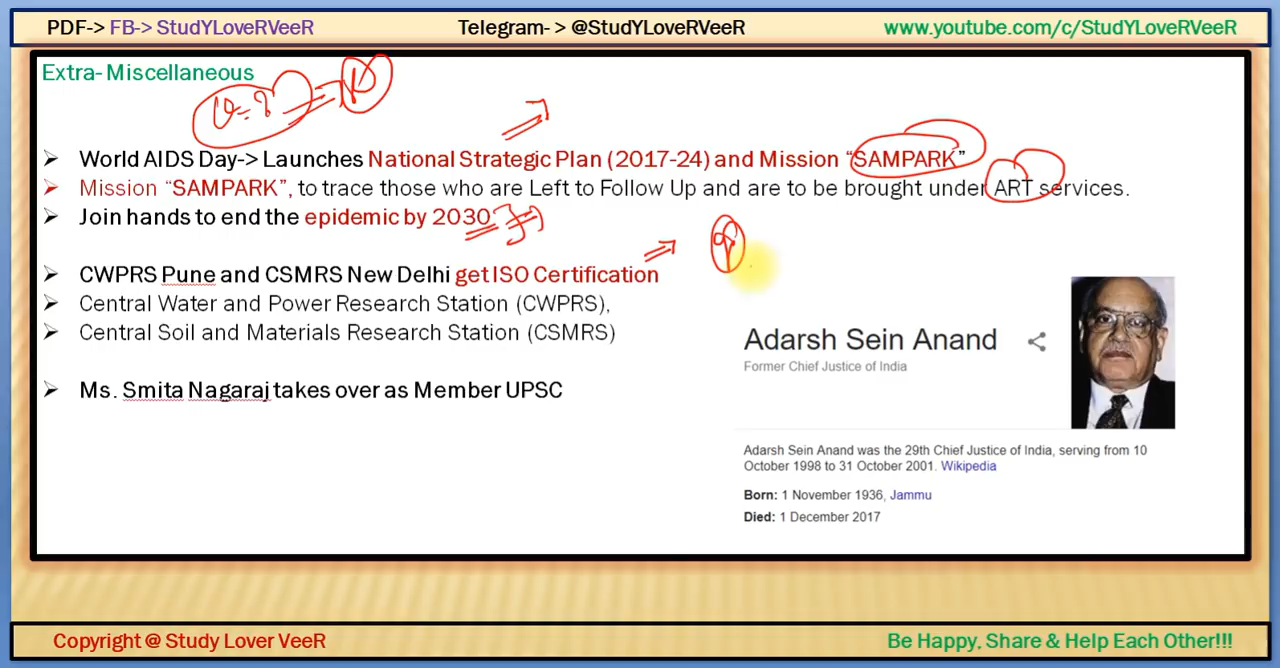 PDF-> FB-> StudYLoveRVeeR
Telegram- > @StudYLoveRVeeR
www.youtube.com/c/StudYLoveRVeeR
Extra- Miscellaneous
World AIDS Day-> Launches National Strategic Plan (2017-24) and Mission “SAMPARK”
Mission “SAMPARK”, to trace those who are Left to Follow Up and are to be brought under ART services.
Join hands to end the epidemic by 2030
CWPRS Pune and CSMRS New Delhi get ISO Certification
Central Water and Power Research Station (CWPRS),
Central Soil and Materials Research Station (CSMRS)
Ms. Smita Nagaraj takes over as Member UPSC
Adarsh Sein Anand
Former Chief Justice of India
Adarsh Sein Anand was the 29th Chief Justice of India, serving from 10
October 1998 to 31 October 2001. Wikipedia
Born: 1 November 1936, Jammu
Died: 1 December 2017
Copyright @ Study Lover VeeR
Be Happy, Share & Help Each Other!!!